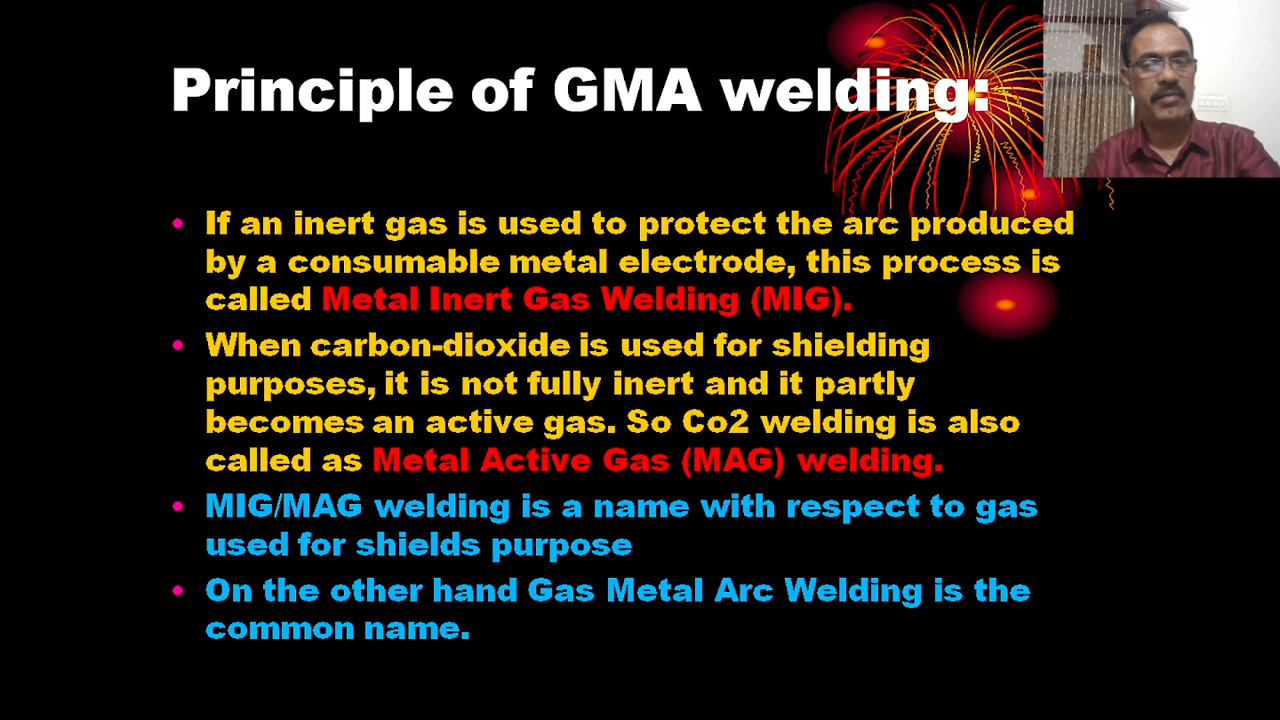 Principle of GMA welding:
• If an inert gas is used to protect the arc produced
by a consumable metal electrode, this process is
called Metal Inert Gas Welding (MIG).
• When carbon-dioxide is used for shielding
purposes, it is not fully inert and it partly
becomes an active gas. So Co2 welding is also
called as Metal Active Gas (MAG) welding.
• MIG/MAG welding is a name with respect to gas
used for shields purpose
• On the other hand Gas Metal Arc Welding is the
common name.